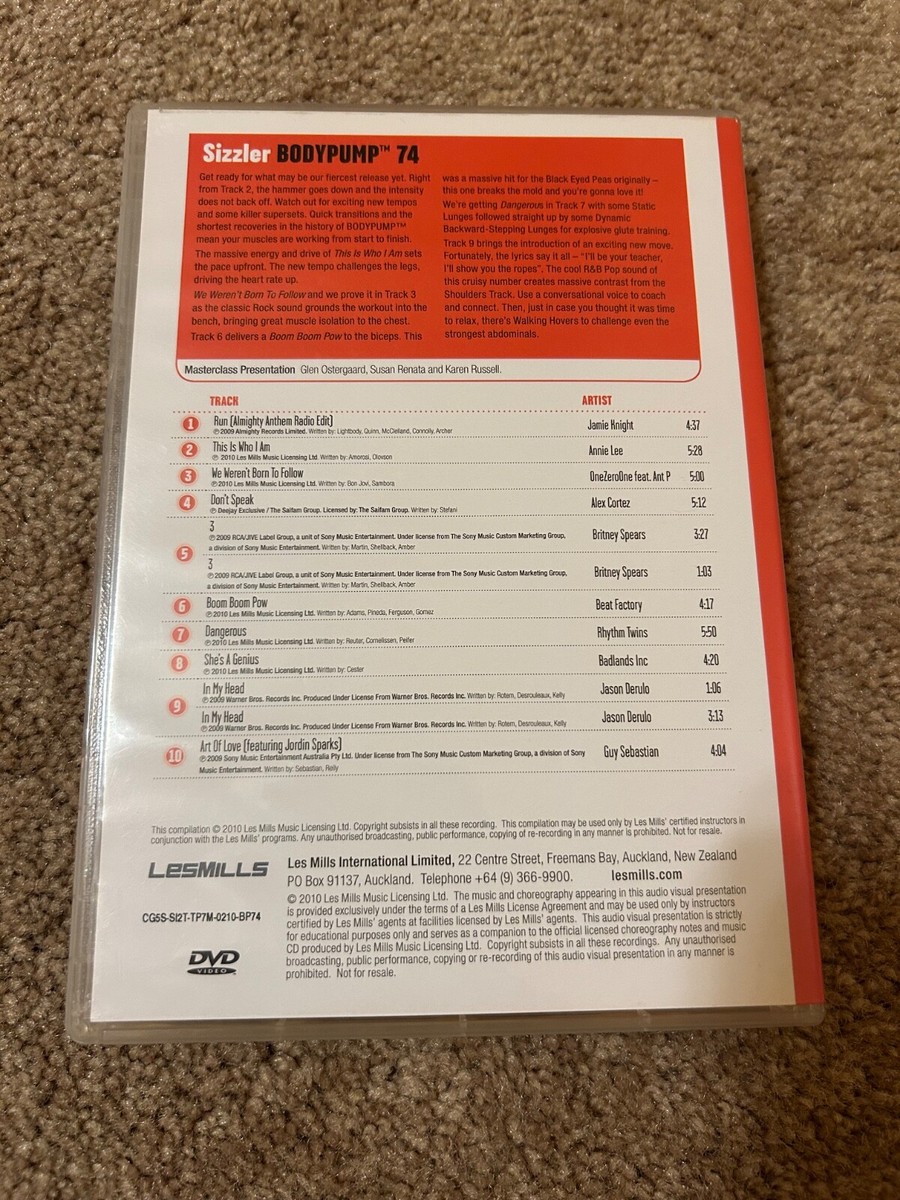 Sizzler BODYPUMP™ 74
Get ready for what may be our fiercest release yet. Right
from Track 2, the hammer goes down and the intensity
does not back off. Watch out for exciting new tempos
and some killer supersets. Quick transitions and the
shortest recoveries in the history of BODYPUMP™
mean your muscles are working from start to finish.
The massive energy and drive of This Is Who I Am sets
the pace upfront. The new tempo challenges the legs,
driving the heart rate up.
We Weren't Born To Follow and we prove it in Track 3
as the classic Rock sound grounds the workout into the
bench, bringing great muscle isolation to the chest.
Track 6 delivers a Boom Boom Pow to the biceps. This
was a massive hit for the Black Eyed Peas originally –
this one breaks the mold and you're gonna love it!
We're getting Dangerous in Track 7 with some Static
Lunges followed straight up by some Dynamic
Backward-Stepping Lunges for explosive glute training.
Track 9 brings the introduction of an exciting new move.
Fortunately, the lyrics say it all – "I'll be your teacher,
I'll show you the ropes". The cool R&B Pop sound of
this cruisy number creates massive contrast from the
Shoulders Track. Use a conversational voice to coach
and connect. Then, just in case you thought it was time
to relax, there's Walking Hovers to challenge even the
strongest abdominals.
Masterclass Presentation Glen Ostergaard, Susan Renata and Karen Russell.
TRACK ARTIST
1 Run (Almighty Anthem Radio Edit) Jamie Knight 4:37
℗ 2009 Almighty Records Limited. Written by: Lightbody, Quinn, McClelland, Connolly, Archer
2 This Is Who I Am Annie Lee 5:28
℗ 2010 Les Mills Music Licensing Ltd. Written by: Amorosi, Olovson
3 We Weren't Born To Follow OneZeroOne feat. Ant P 5:00
℗ 2010 Les Mills Music Licensing Ltd. Written by: Bon Jovi, Sambora
4 Don't Speak Alex Cortez 5:12
℗ Deejay Exclusive / The Saifam Group. Licensed by: The Saifam Group. Written by: Stefani
5 3 Britney Spears 3:27
℗ 2009 RCA/JIVE Label Group, a unit of Sony Music Entertainment. Under license from The Sony Music Custom Marketing Group,
a division of Sony Music Entertainment. Written by: Martin, Shellback, Amber
3 Britney Spears 1:03
℗ 2009 RCA/JIVE Label Group, a unit of Sony Music Entertainment. Under license from The Sony Music Custom Marketing Group,
a division of Sony Music Entertainment. Written by: Martin, Shellback, Amber
6 Boom Boom Pow Beat Factory 4:17
℗ 2010 Les Mills Music Licensing Ltd. Written by: Adams, Pineda, Ferguson, Gomez
7 Dangerous Rhythm Twins 5:50
℗ 2010 Les Mills Music Licensing Ltd. Written by: Reuter, Cornelissen, Peifer
8 She's A Genius Badlands Inc 4:20
℗ 2010 Les Mills Music Licensing Ltd. Written by: Cester
9 In My Head Jason Derulo 1:06
℗ 2009 Warner Bros. Records Inc. Produced Under License From Warner Bros. Records Inc. Written by: Rotem, Desrouleaux, Kelly
In My Head Jason Derulo 3:13
℗ 2009 Warner Bros. Records Inc. Produced Under License From Warner Bros. Records Inc. Written by: Rotem, Desrouleaux, Kelly
10 Art Of Love (featuring Jordin Sparks) Guy Sebastian 4:04
℗ 2009 Sony Music Entertainment Australia Pty Ltd. Under license from The Sony Music Custom Marketing Group, a division of Sony
Music Entertainment. Written by: Sebastian, Reily
This compilation © 2010 Les Mills Music Licensing Ltd. Copyright subsists in all these recording. This compilation may be used only by Les Mills' certified instructors in
conjunction with the Les Mills' programs. Any unauthorised broadcasting, public performance, copying of re-recording in any manner is prohibited. Not for resale.
LESMILLS
CG5S-SI2T-TP7M-0210-BP74
DVD
VIDEO
Les Mills International Limited, 22 Centre Street, Freemans Bay, Auckland, New Zealand
PO Box 91137, Auckland. Telephone +64 (9) 366-9900. lesmills.com
© 2010 Les Mills Music Licensing Ltd. The music and choreography appearing in this audio visual presentation
is provided exclusively under the terms of a Les Mills License Agreement and may be used only by instructors
certified by Les Mills' agents at facilities licensed by Les Mills' agents. This audio visual presentation is strictly
for educational purposes only and serves as a companion to the official licensed choreography notes and music
CD produced by Les Mills Music Licensing Ltd. Copyright subsists in all these recordings. Any unauthorised
broadcasting, public performance, copying or re-recording of this audio visual presentation in any manner is
prohibited. Not for resale.